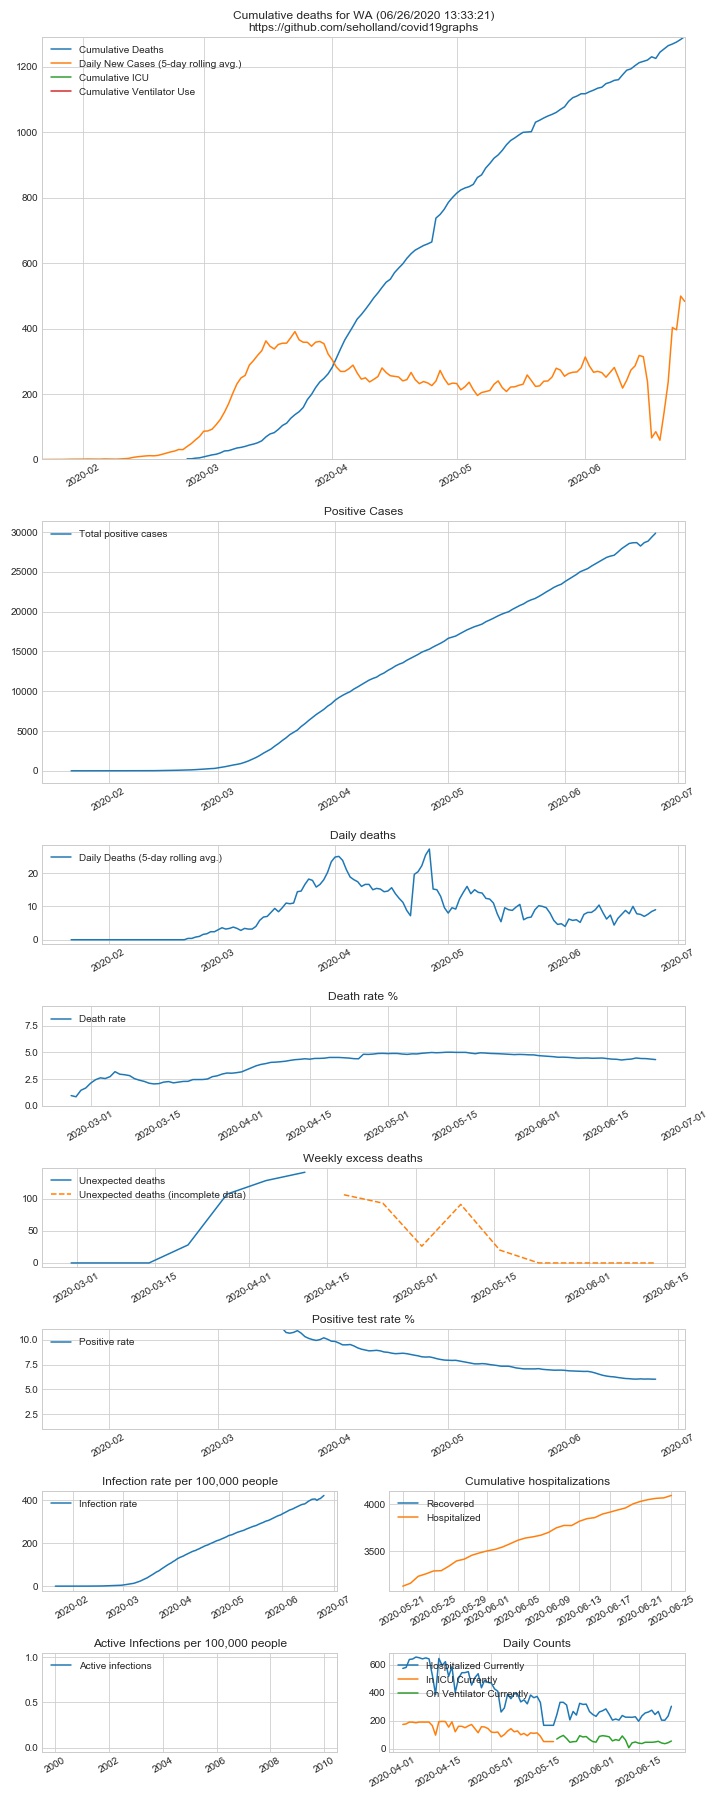 Cumulative deaths for WA (06/26/2020 13:33:21)
https://github.com/seholland/covid19graphs
Cumulative Deaths
Daily New Cases (5-day rolling avg.)
Cumulative ICU
Cumulative Ventilator Use
1200
1000
800
600
400
200
0
2020-02 2020-03 2020-04 2020-05 2020-06
Positive Cases
Total positive cases
30000
25000
20000
15000
10000
5000
0
2020-02 2020-03 2020-04 2020-05 2020-06 2020-07
Daily deaths
Daily Deaths (5-day rolling avg.)
20
10
0
2020-02 2020-03 2020-04 2020-05 2020-06 2020-07
Death rate %
Death rate
7.5
5.0
2.5
0.0
2020-03-01 2020-03-15 2020-04-01 2020-04-15 2020-05-01 2020-05-15 2020-06-01 2020-06-15 2020-07-01
Weekly excess deaths
Unexpected deaths
Unexpected deaths (incomplete data)
100
50
0
2020-03-01 2020-03-15 2020-04-01 2020-04-15 2020-05-01 2020-05-15 2020-06-01 2020-06-15
Positive test rate %
Positive rate
10.0
7.5
5.0
2.5
2020-02 2020-03 2020-04 2020-05 2020-06 2020-07
Infection rate per 100,000 people
Infection rate
400
200
0
2020-02 2020-03 2020-04 2020-05 2020-06 2020-07
Cumulative hospitalizations
Recovered
Hospitalized
4000
3500
2020-05-21 2020-05-25 2020-05-29 2020-06-01 2020-06-05 2020-06-09 2020-06-13 2020-06-17 2020-06-21 2020-06-25
Active Infections per 100,000 people
Active infections
1.0
0.5
0.0
2000 2002 2004 2006 2008 2010
Daily Counts
Hospitalized Currently
In ICU Currently
On Ventilator Currently
600
400
200
0
2020-04-01 2020-04-15 2020-05-01 2020-05-15 2020-06-01 2020-06-15